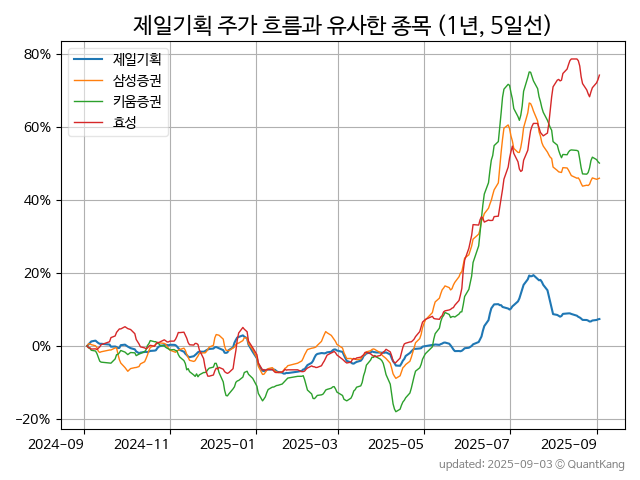 제일기획 주가 흐름과 유사한 종목 (1년, 5일선)
제일기획
삼성증권
키움증권
효성
80%
60%
40%
20%
0%
−20%
2024-09 2024-11 2025-01 2025-03 2025-05 2025-07 2025-09
updated: 2025-09-03 © QuantKang